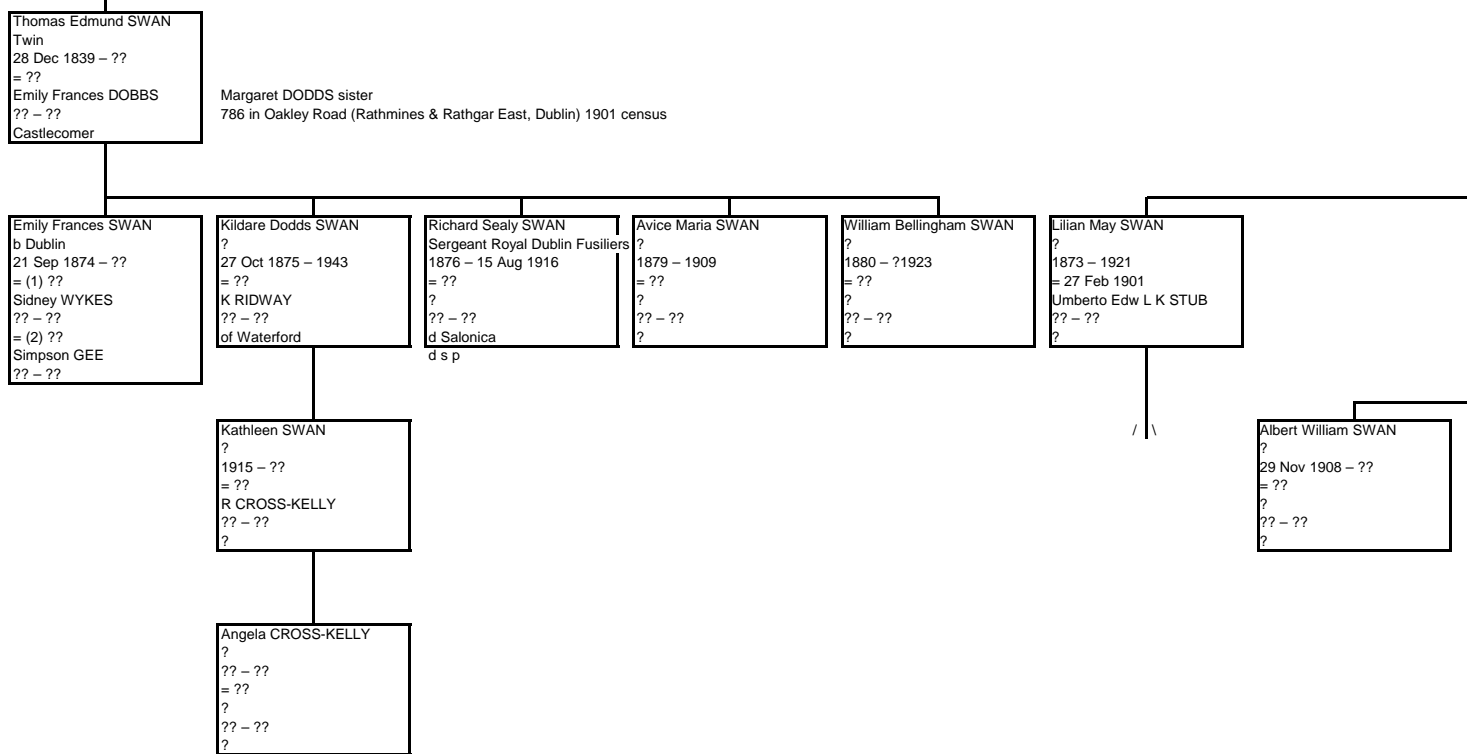 Thomas Edmund SWAN
Twin
28 Dec 1839 – ??
= ??
Emily Frances DOBBS
?? – ??
Castlecomer
Margaret DODDS sister
786 in Oakley Road (Rathmines & Rathgar East, Dublin) 1901 census
Emily Frances SWAN
b Dublin
21 Sep 1874 – ??
= (1) ??
Sidney WYKES
?? – ??
= (2) ??
Simpson GEE
?? – ??
Kildare Dodds SWAN
?
27 Oct 1875 – 1943
= ??
K RIDWAY
?? – ??
of Waterford
Richard Sealy SWAN
Sergeant Royal Dublin Fusiliers
1876 – 15 Aug 1916
= ??
?
?? – ??
d Salonica
d s p
Avice Maria SWAN
?
1879 – 1909
= ??
?
?? – ??
?
William Bellingham SWAN
?
1880 – ?1923
= ??
?
?? – ??
?
Lilian May SWAN
?
1873 – 1921
= 27 Feb 1901
Umberto Edw L K STUB
?? – ??
?
Kathleen SWAN
?
1915 – ??
= ??
R CROSS-KELLY
?? – ??
?
/ \
Albert William SWAN
?
29 Nov 1908 – ??
= ??
?
?? – ??
?
Angela CROSS-KELLY
?
?? – ??
= ??
?
?? – ??
?